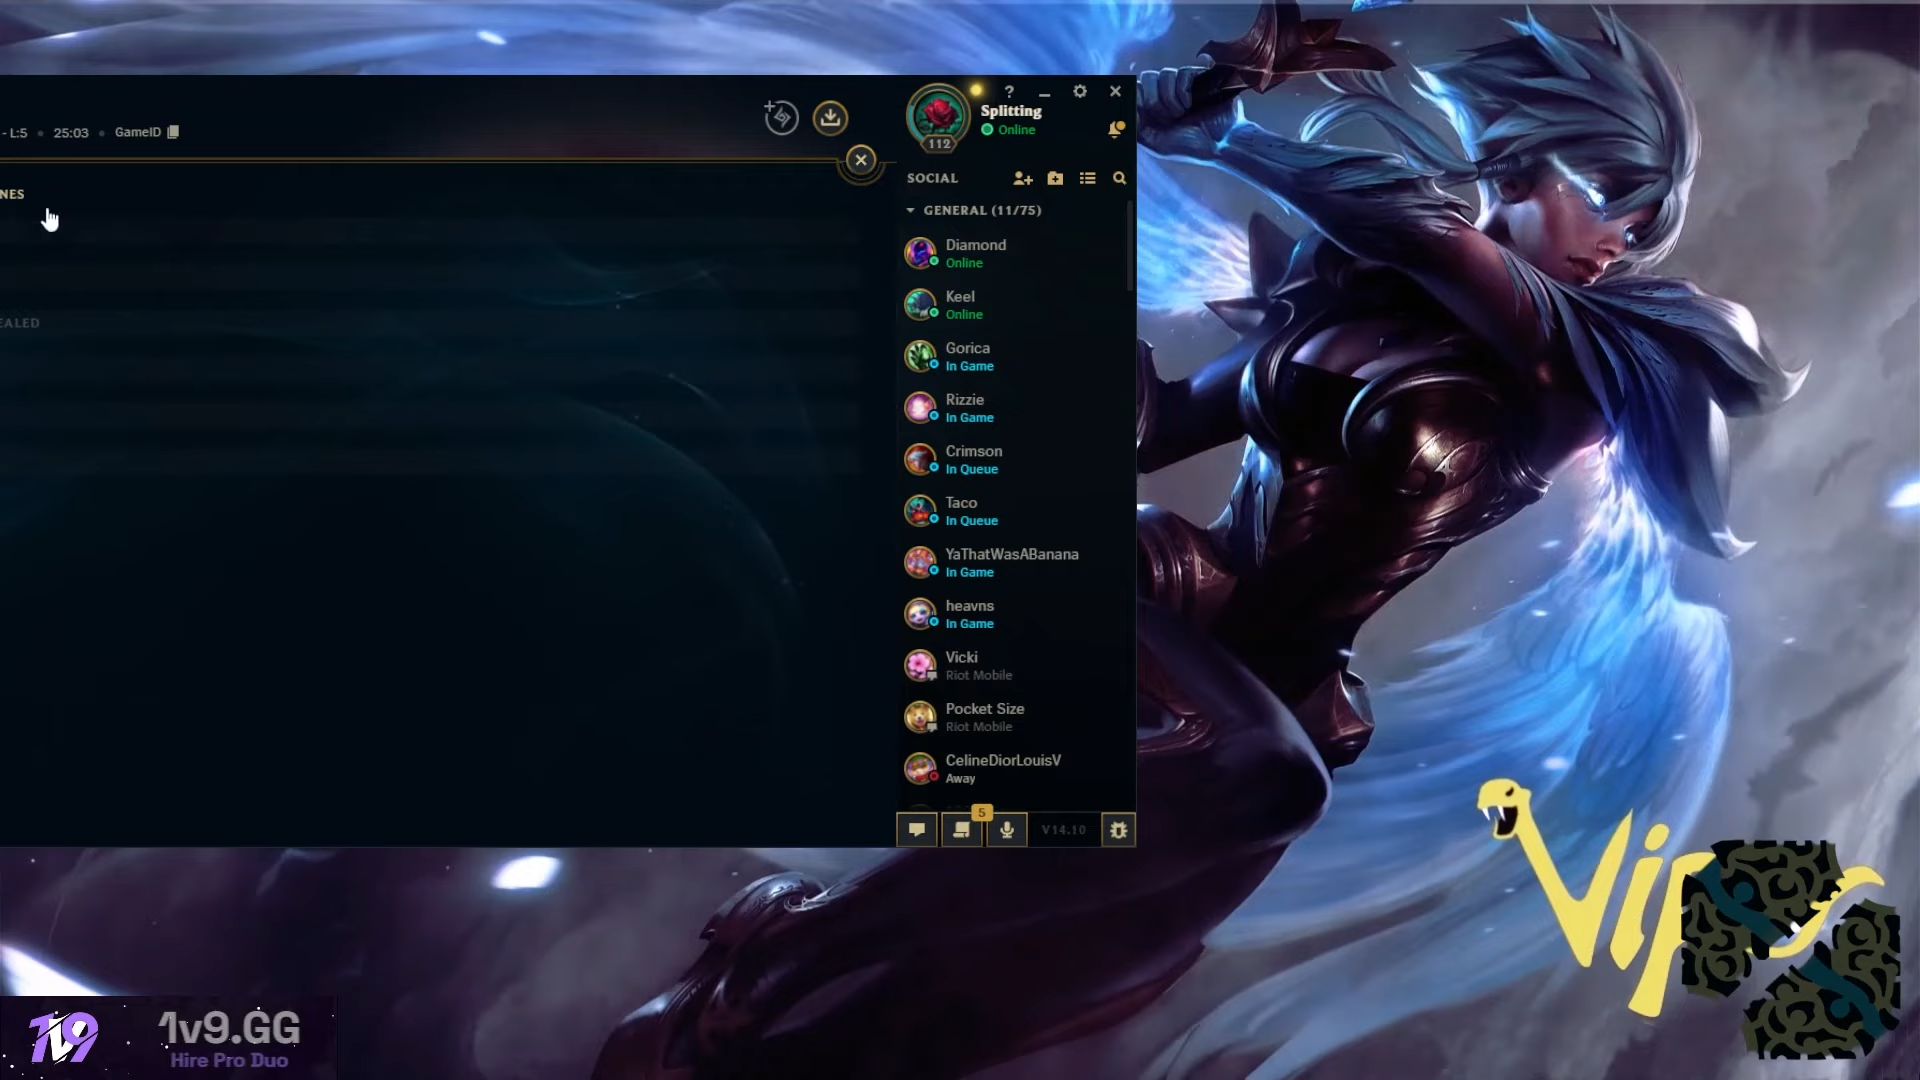 - L:5 • 25:03 • GameID
NES
EALED
?
Splitting
Online
112
SOCIAL
GENERAL (11/75)
Diamond
Online
Keel
Online
Gorica
In Game
Rizzie
In Game
Crimson
In Queue
Taco
In Queue
YaThatWasABanana
In Game
heavns
In Game
Vicki
Riot Mobile
Pocket Size
Riot Mobile
CelineDiorLouisV
Away
5
V14.10
Vip
1v9
1v9.GG
Hire Pro Duo